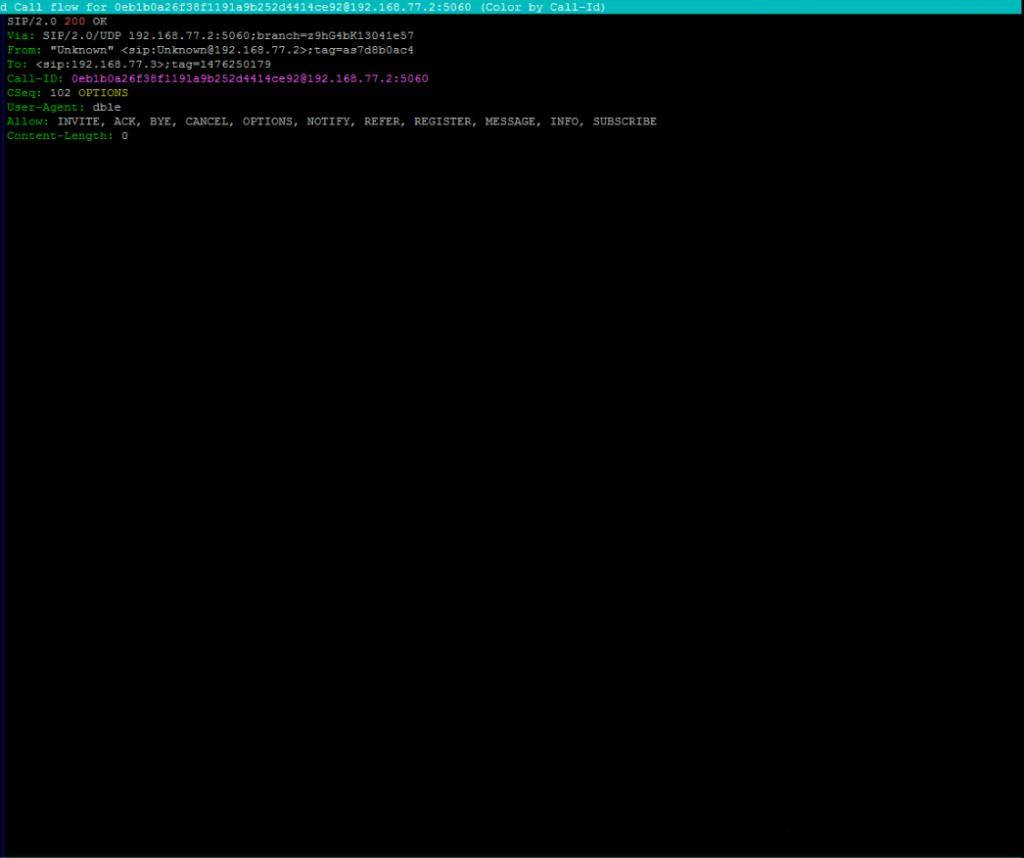 d Call flow for 0eb1b0a26f38f1191a9b252d4414ce92@192.168.77.2:5060 (Color by Call-Id)
SIP/2.0 200 OK
Via: SIP/2.0/UDP 192.168.77.2:5060;branch=z9hG4bK13041e57
From: "Unknown" <sip:Unknown@192.168.77.2>;tag=as7d8b0ac4
To: <sip:192.168.77.3>;tag=1476250179
Call-ID: 0eb1b0a26f38f1191a9b252d4414ce92@192.168.77.2:5060
CSeq: 102 OPTIONS
User-Agent: dble
Allow: INVITE, ACK, BYE, CANCEL, OPTIONS, NOTIFY, REFER, REGISTER, MESSAGE, INFO, SUBSCRIBE
Content-Length: 0